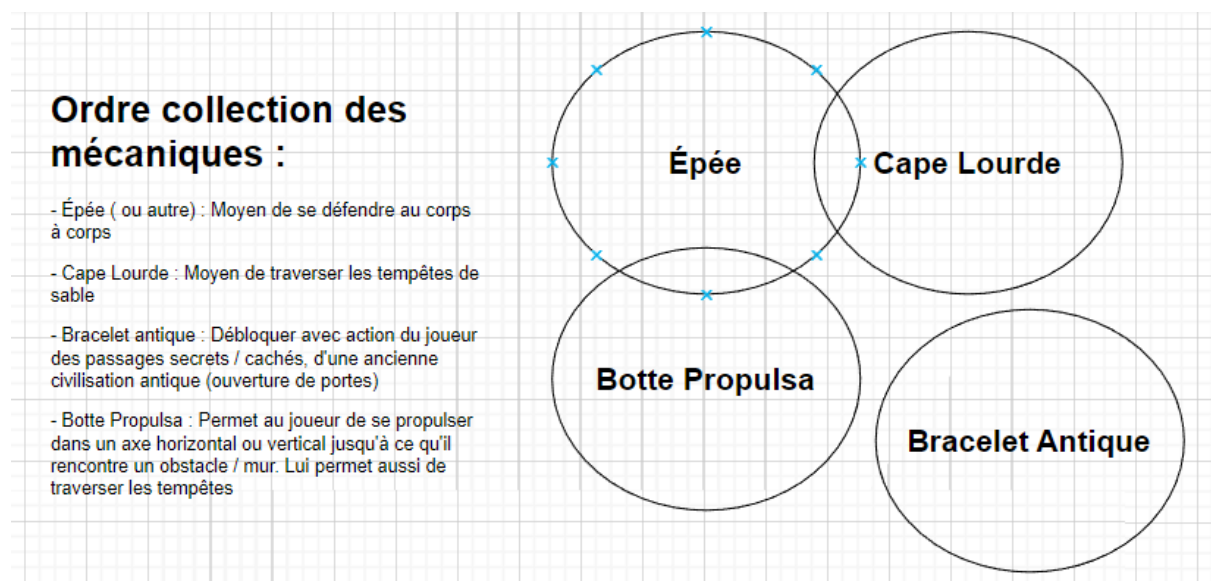 Ordre collection des
mécaniques :
- Épée ( ou autre) : Moyen de se défendre au corps
à corps
- Cape Lourde : Moyen de traverser les tempêtes de
sable
- Bracelet antique : Débloquer avec action du joueur
des passages secrets / cachés, d'une ancienne
civilisation antique (ouverture de portes)
- Botte Propulsa : Permet au joueur de se propulser
dans un axe horizontal ou vertical jusqu'à ce qu'il
rencontre un obstacle / mur. Lui permet aussi de
traverser les tempêtes
Épée
Cape Lourde
Botte Propulsa
Bracelet Antique